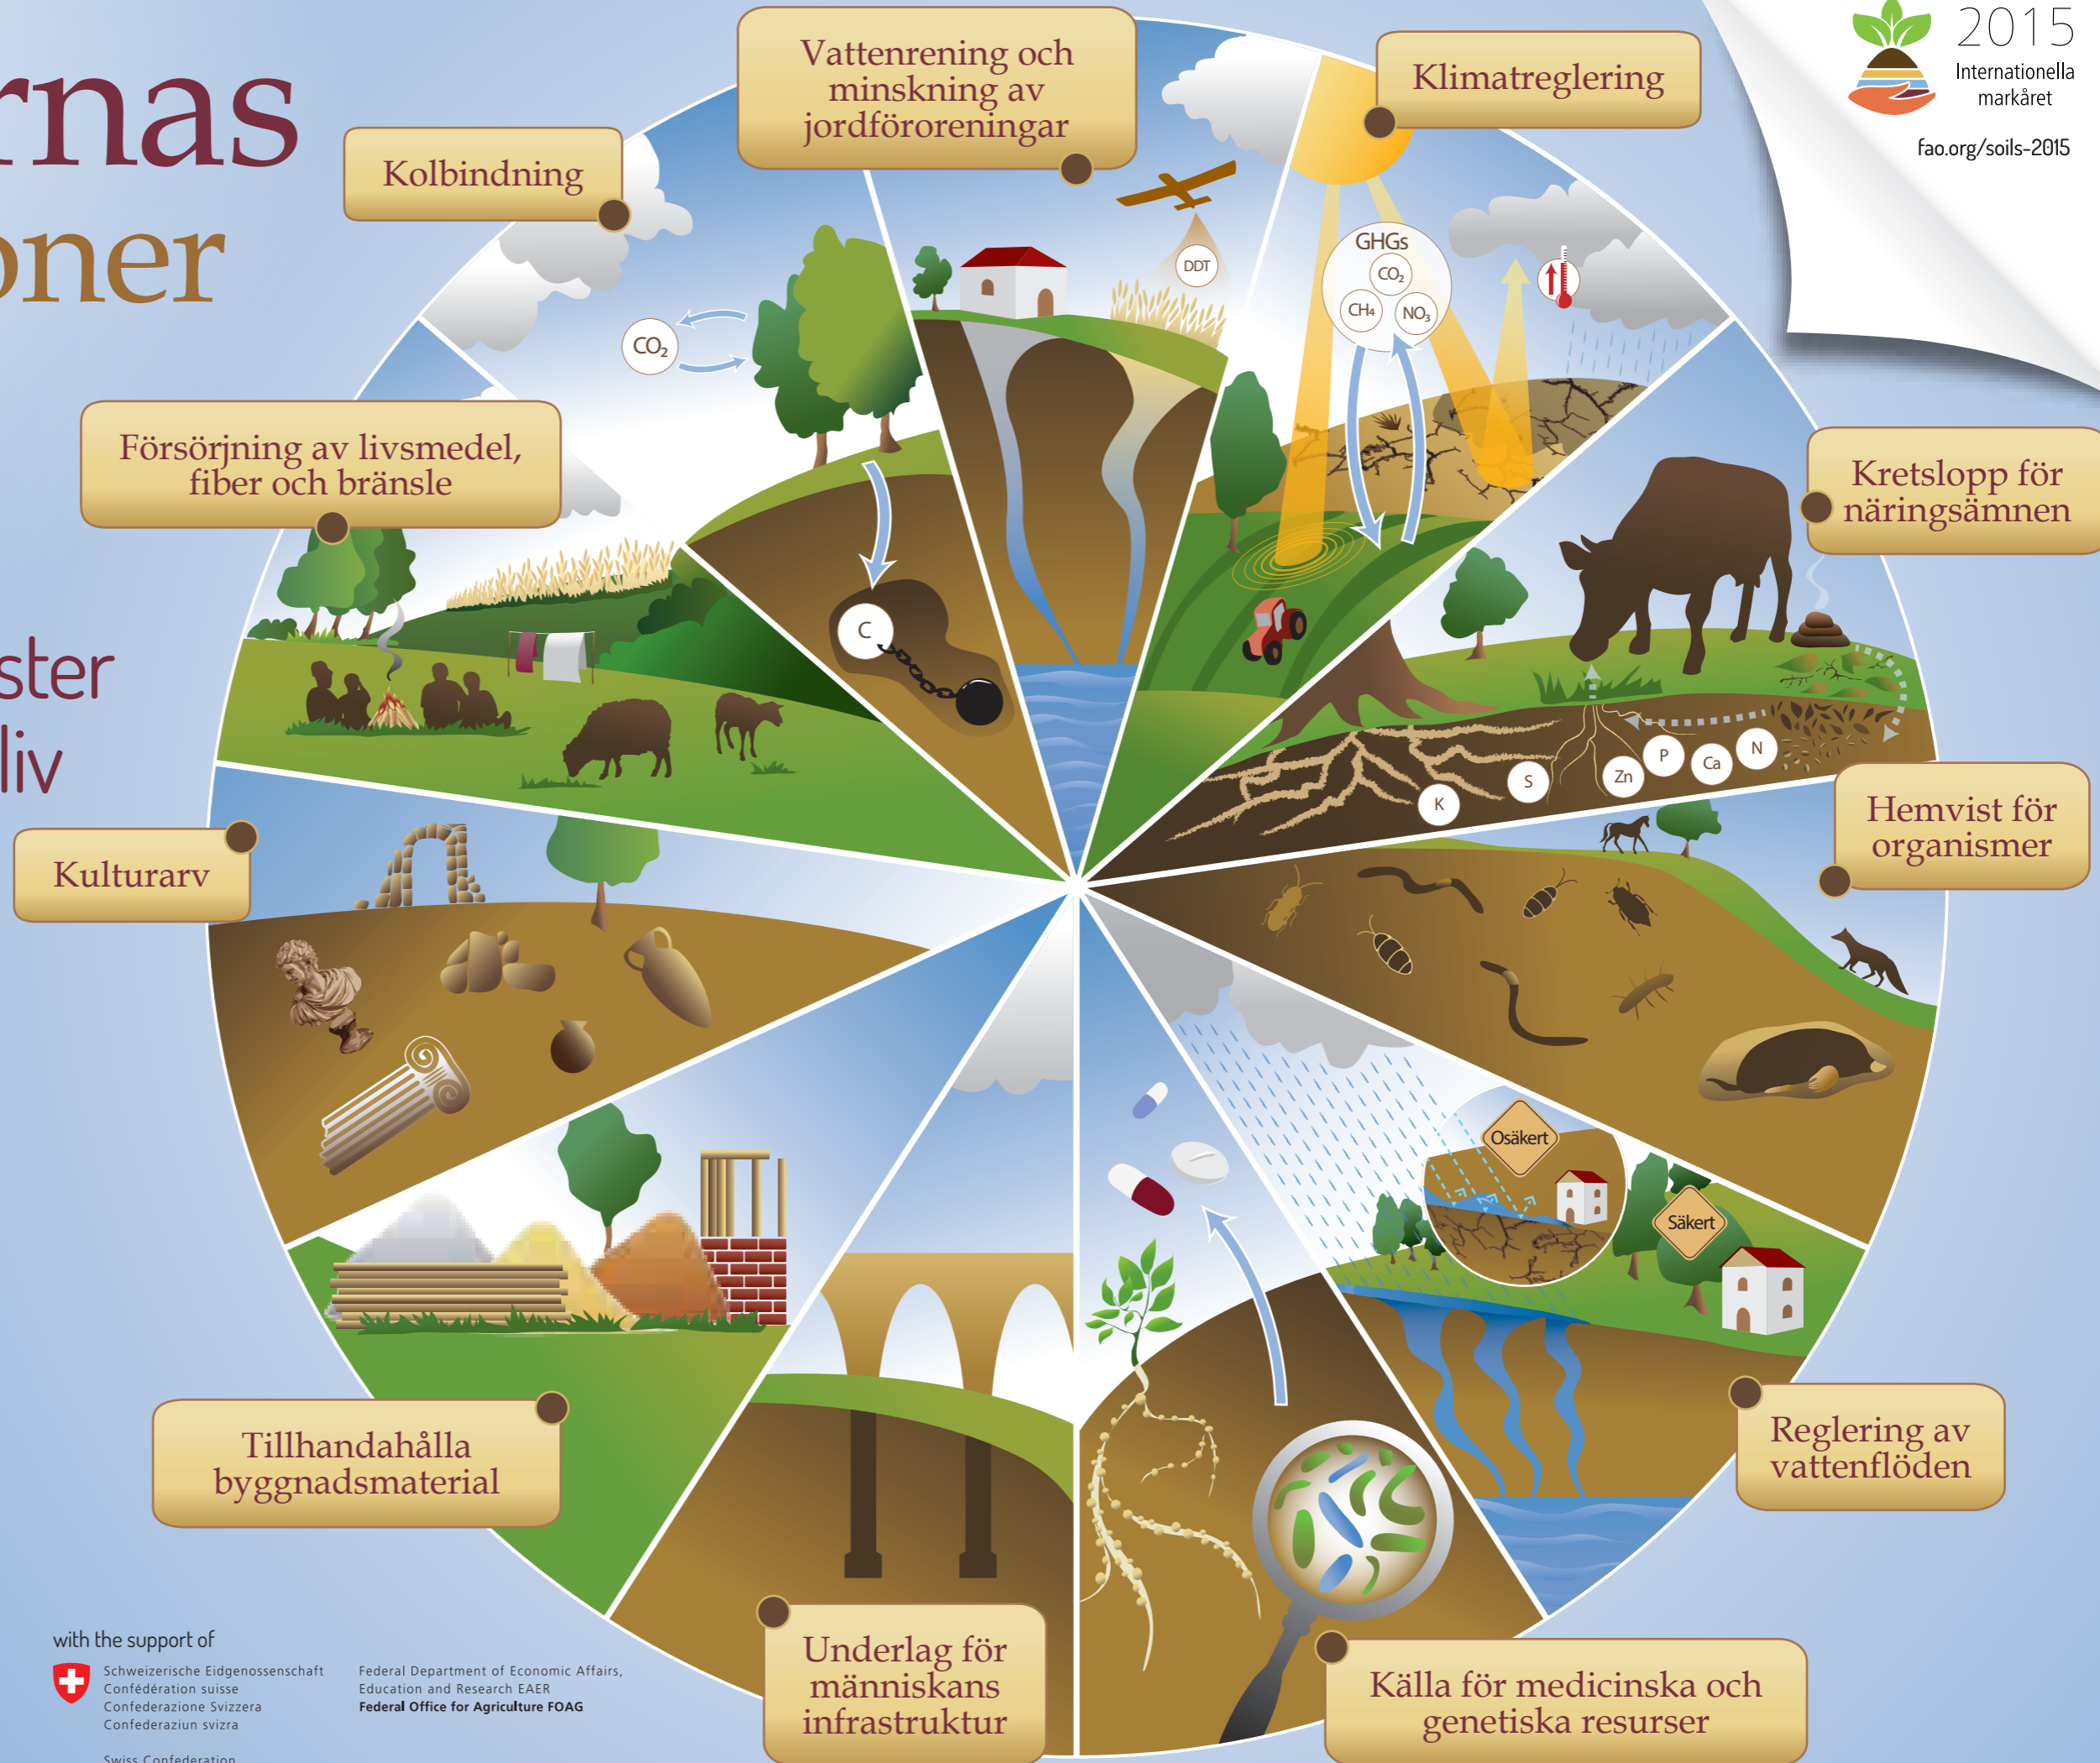 rnas
oner
ster
liv
2015
Internationella
markåret
fao.org/soils-2015
Vattenrening och
minskning av
jordföroreningar
Klimatreglering
Kolbindning
Försörjning av livsmedel,
fiber och bränsle
Kretslopp för
näringsämnen
Kulturarv
Hemvist för
organismer
Tillhandahålla
byggnadsmaterial
Reglering av
vattenflöden
Underlag för
människans
infrastruktur
Källa för medicinska och
genetiska resurser
CO₂
C
DDT
GHGs
CO₂
CH₄
NO₃
K
S
Zn
P
Ca
N
Osäkert
Säkert
with the support of
Schweizerische Eidgenossenschaft
Confédération suisse
Confederazione Svizzera
Confederaziun svizra
Swiss Confederation
Federal Department of Economic Affairs,
Education and Research EAER
Federal Office for Agriculture FOAG